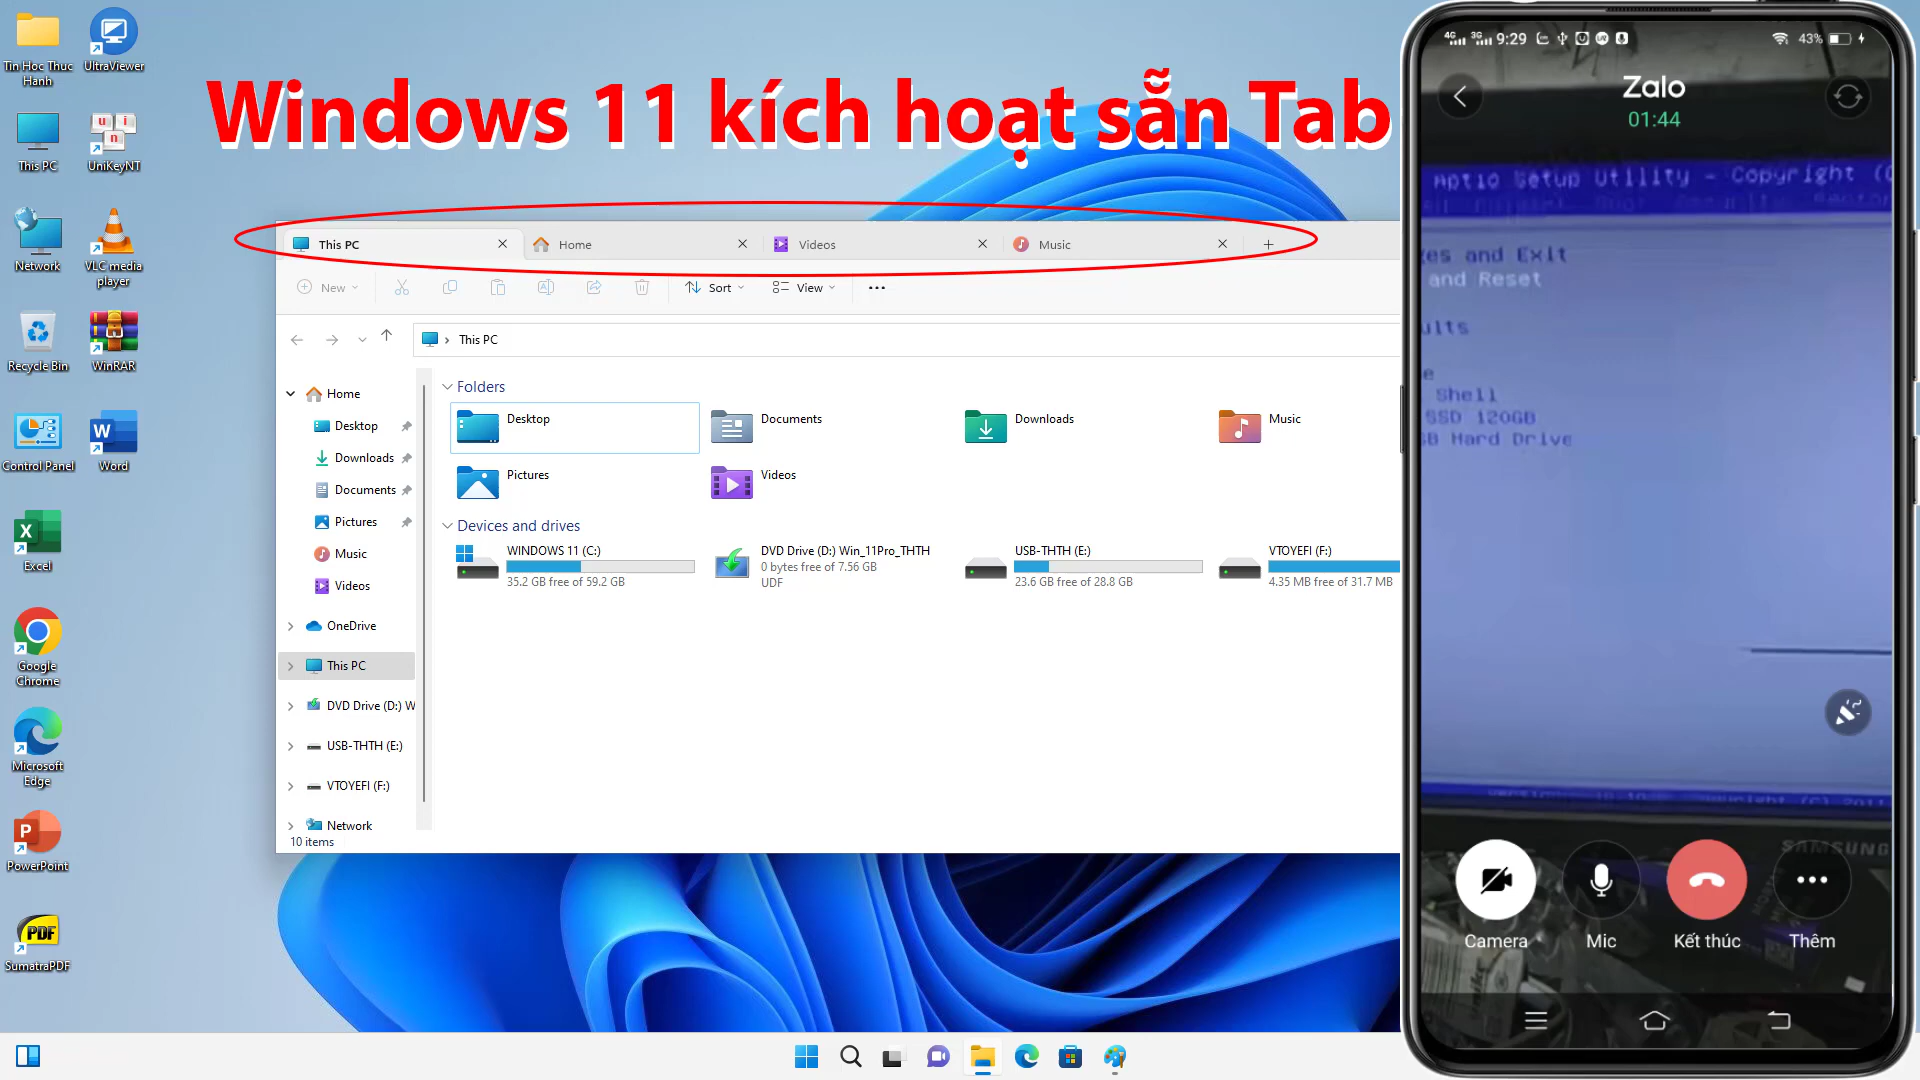 Windows 11 kích hoạt sẵn Tab
Tin Hoc Thuc Hanh
UltraViewer
This PC
UniKeyNT
Network
VLC media player
Recycle Bin
WinRAR
Control Panel
Word
Excel
Google Chrome
Microsoft Edge
PowerPoint
SumatraPDF
This PC
Home
Videos
Music
New
Sort
View
This PC
Home
Desktop
Downloads
Documents
Pictures
Music
Videos
OneDrive
This PC
DVD Drive (D:) W
USB-THTH (E:)
VTOYEFI (F:)
Network
10 items
Folders
Desktop
Documents
Downloads
Music
Pictures
Videos
Devices and drives
WINDOWS 11 (C:)
35.2 GB free of 59.2 GB
DVD Drive (D:) Win_11Pro_THTH
0 bytes free of 7.56 GB
UDF
USB-THTH (E:)
23.6 GB free of 28.8 GB
VTOYEFI (F:)
4.35 MB free of 31.7 MB
4G 3G 9:29 43%
Zalo
01:44
Aptio Setup Utility - Copyright (C
es and Exit
and Reset
ults
e
Shell
SSD 120GB
GB Hard Drive
SAMSUNG
Camera
Mic
Kết thúc
Thêm